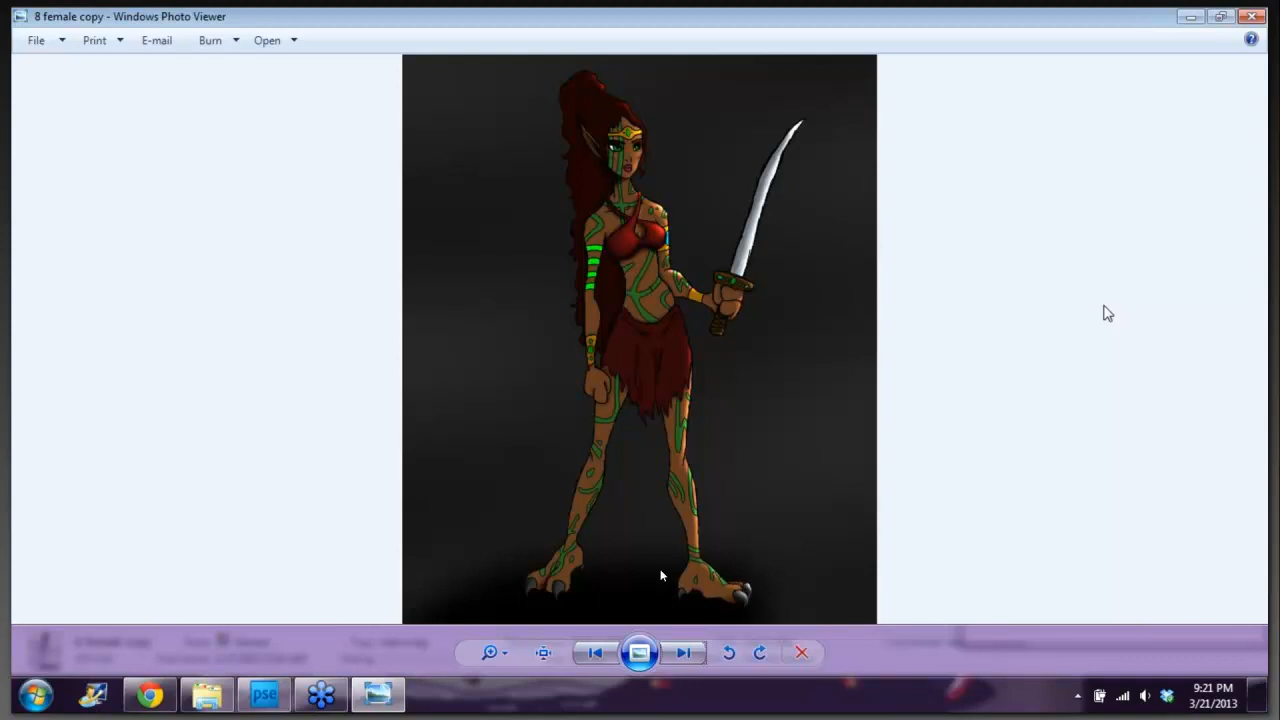 8 female copy - Windows Photo Viewer
File Print E-mail Burn Open
pse
9:21 PM
3/21/2013